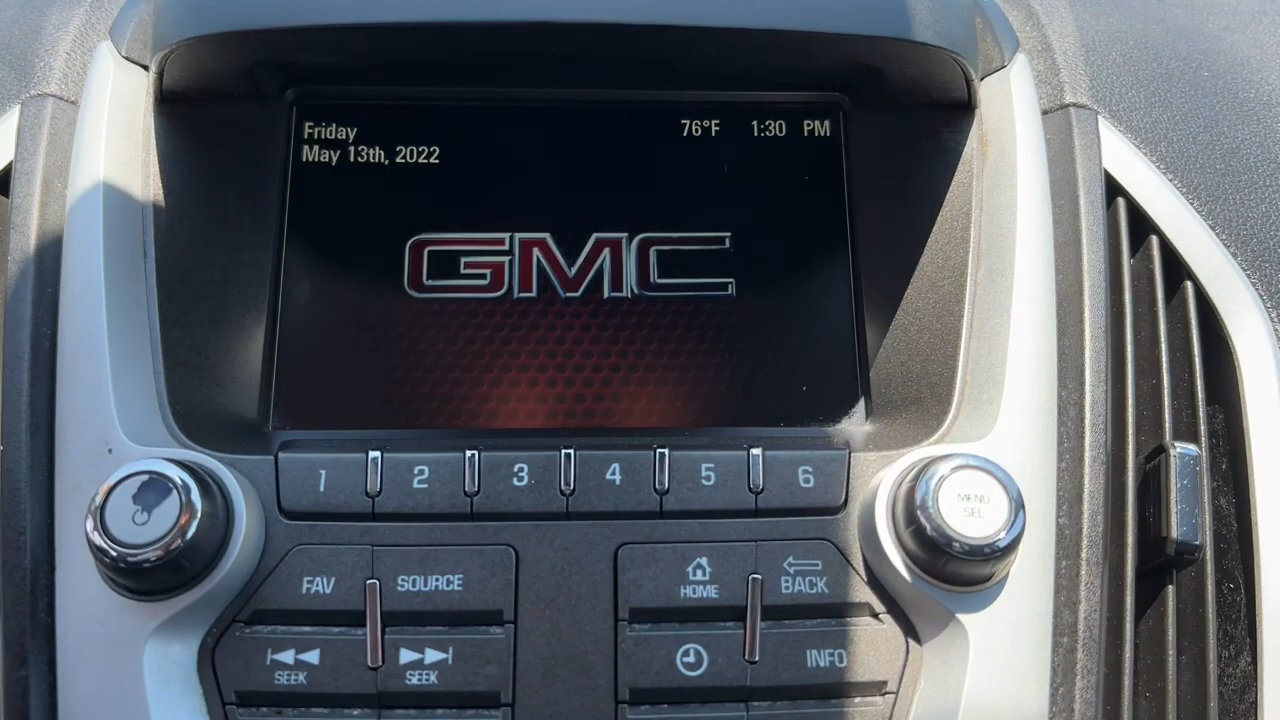 Friday
76°F 1:30 PM
May 13th, 2022
GMC
1 2 3 4 5 6
MENU
SEL
FAV SOURCE
HOME BACK
SEEK SEEK
INFO